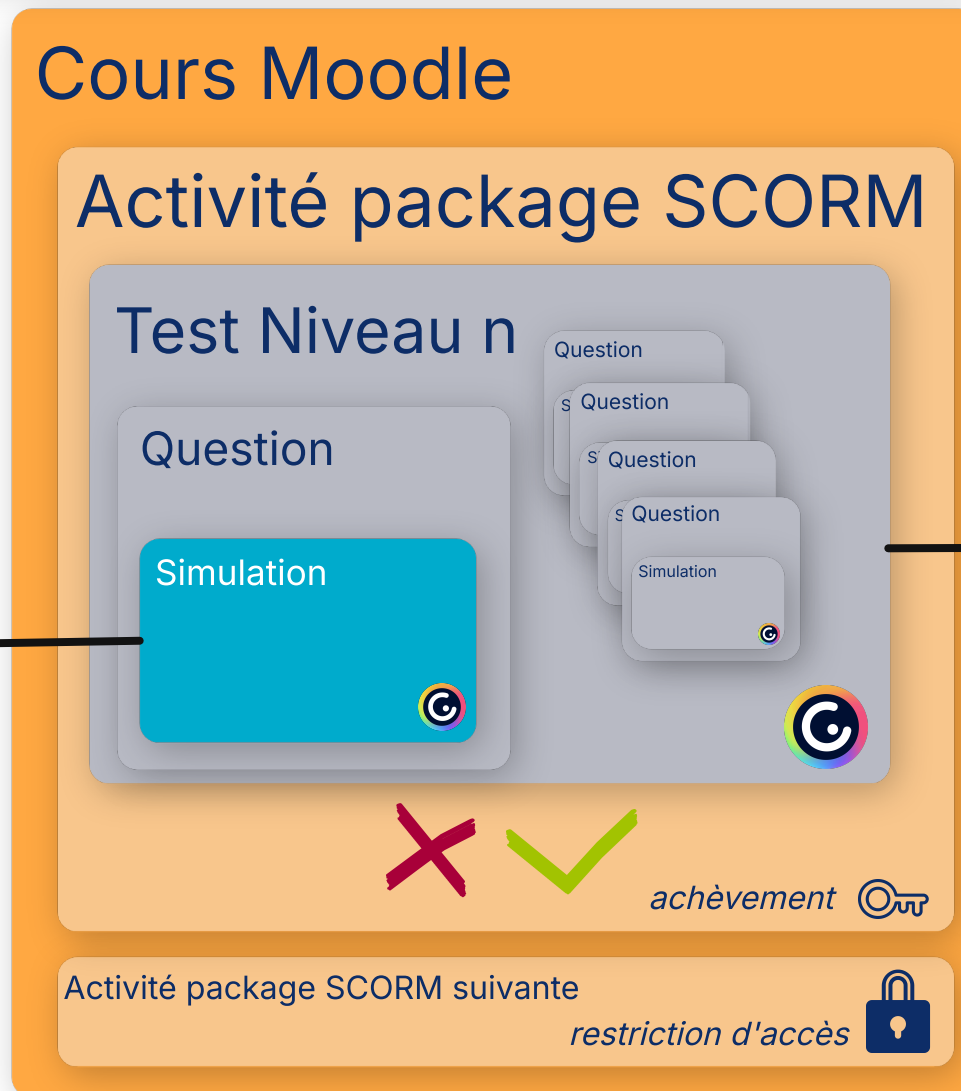 Cours Moodle
Activité package SCORM
Test Niveau n
Question
Simulation
Question
S
Question
S
Question
S
Question
Simulation
achèvement
Activité package SCORM suivante
restriction d'accès